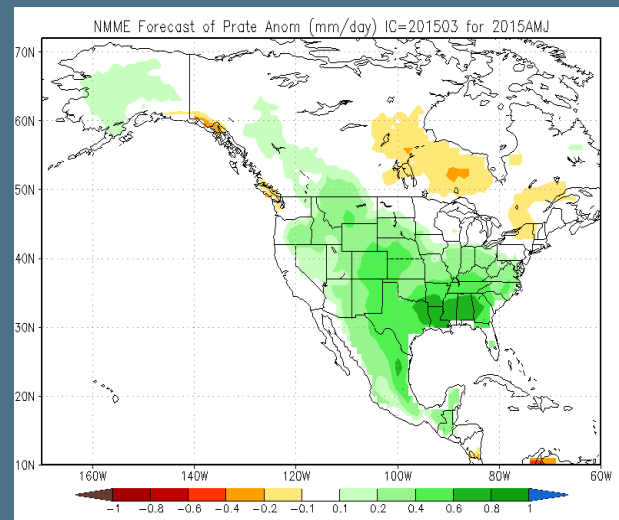 NMME Forecast of Prate Anom (mm/day) IC=201503 for 2015AMJ
70N
60N
50N
40N
30N
20N
10N
160W 140W 120W 100W 80W 60W
-1 -0.8 -0.6 -0.4 -0.2 -0.1 0.1 0.2 0.4 0.6 0.8 1